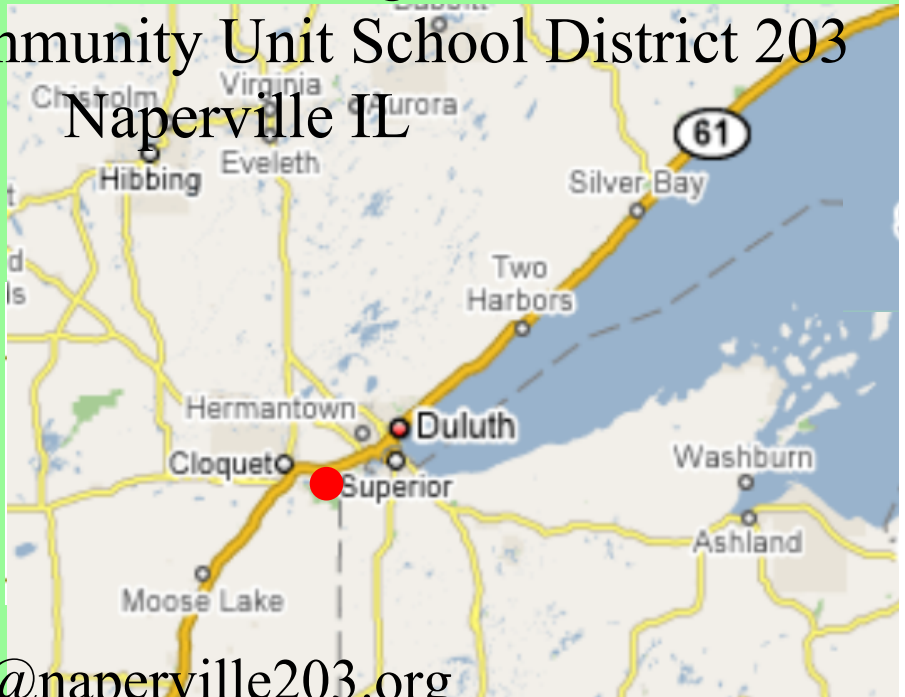 mmunity Unit School District 203
Naperville IL
Virginia
Chisholm
Aurora
Eveleth
Hibbing
61
Silver Bay
Two
Harbors
Hermantown
Duluth
Cloquet
Superior
Washburn
Ashland
Moose Lake
@naperville203.org